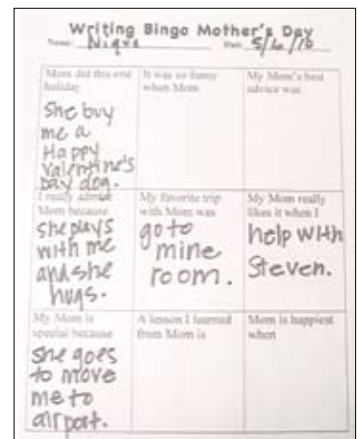 Writing Bingo Mother's Day
Name: Niqve Date: 5/6/16
Mom did this one
holiday
She buy
me a
Happy
Valentine's
Day dog.
It was so funny
when Mom
My Mom's best
advice was
I really admire
Mom because
She plays
with me
and she
hugs.
My favorite trip
with Mom was
go to
mine
room.
My Mom really
likes it when I
help with
Steven.
My Mom is
special because
She goes
to move
me to
airport.
A lesson I learned
from Mom is
Mom is happiest
when